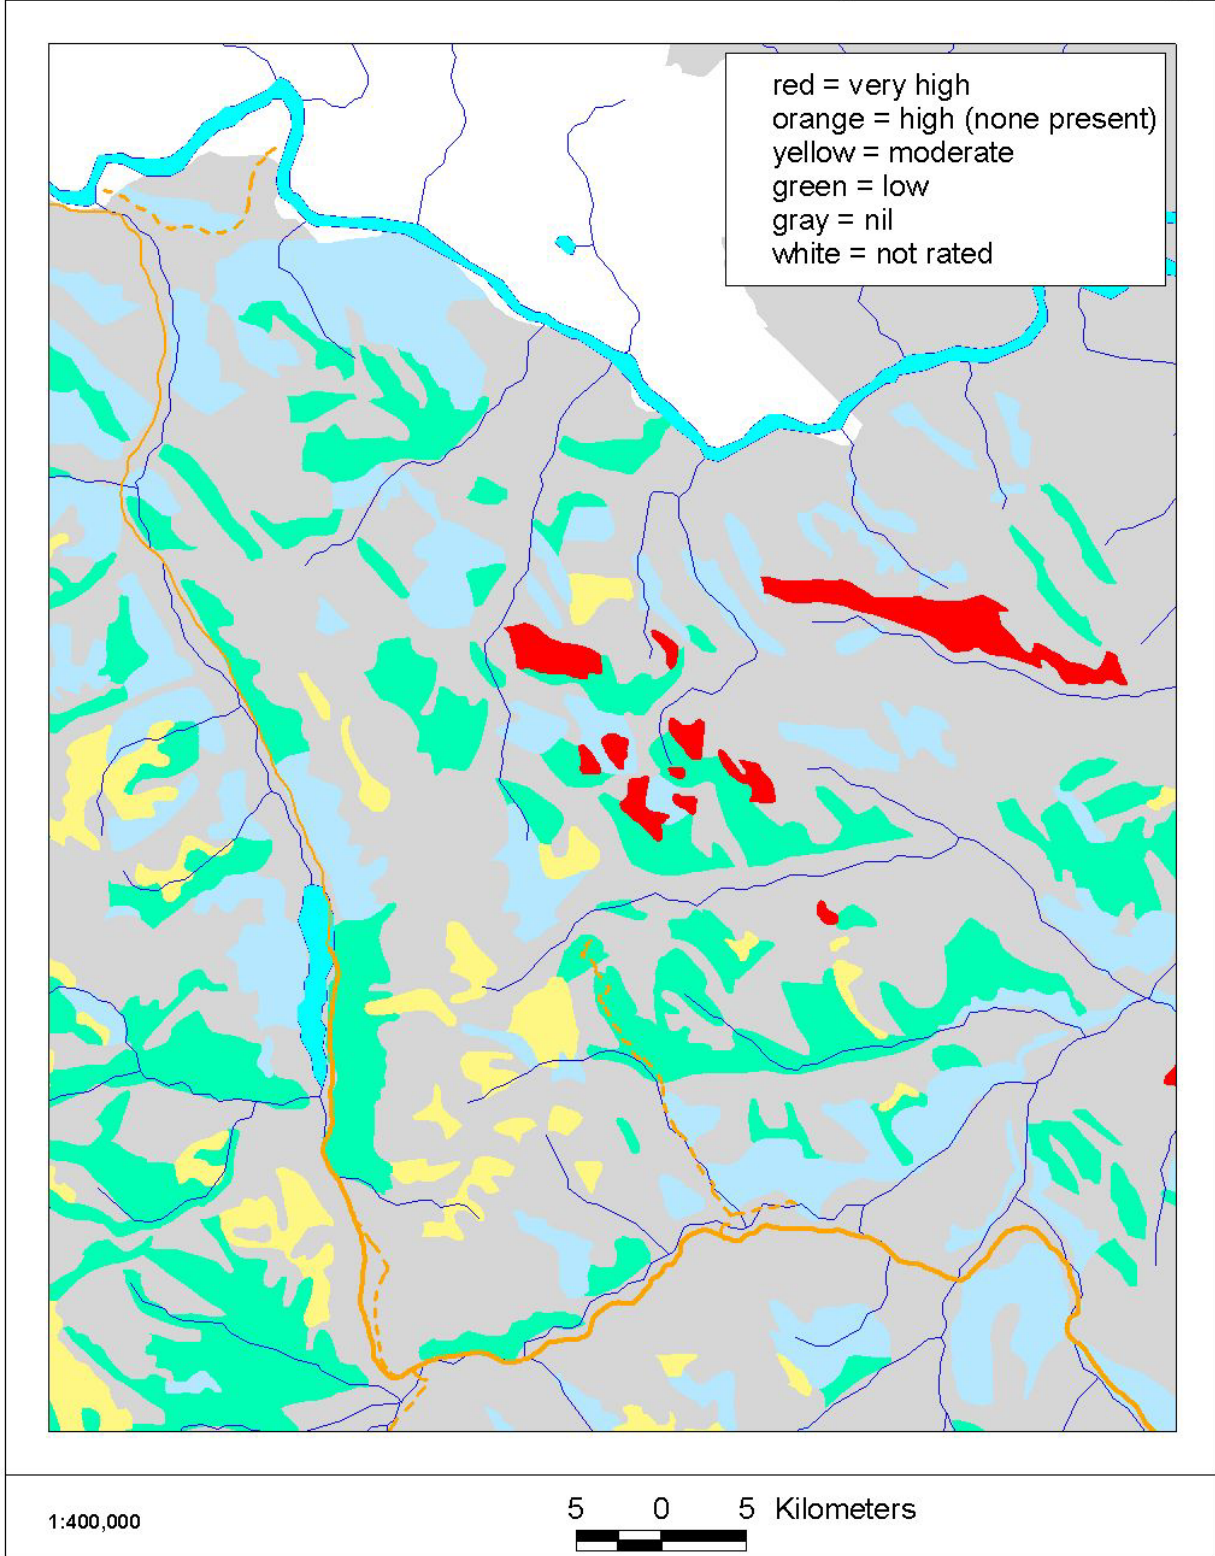 red = very high
orange = high (none present)
yellow = moderate
green = low
gray = nil
white = not rated
5 0 5 Kilometers
1:400,000